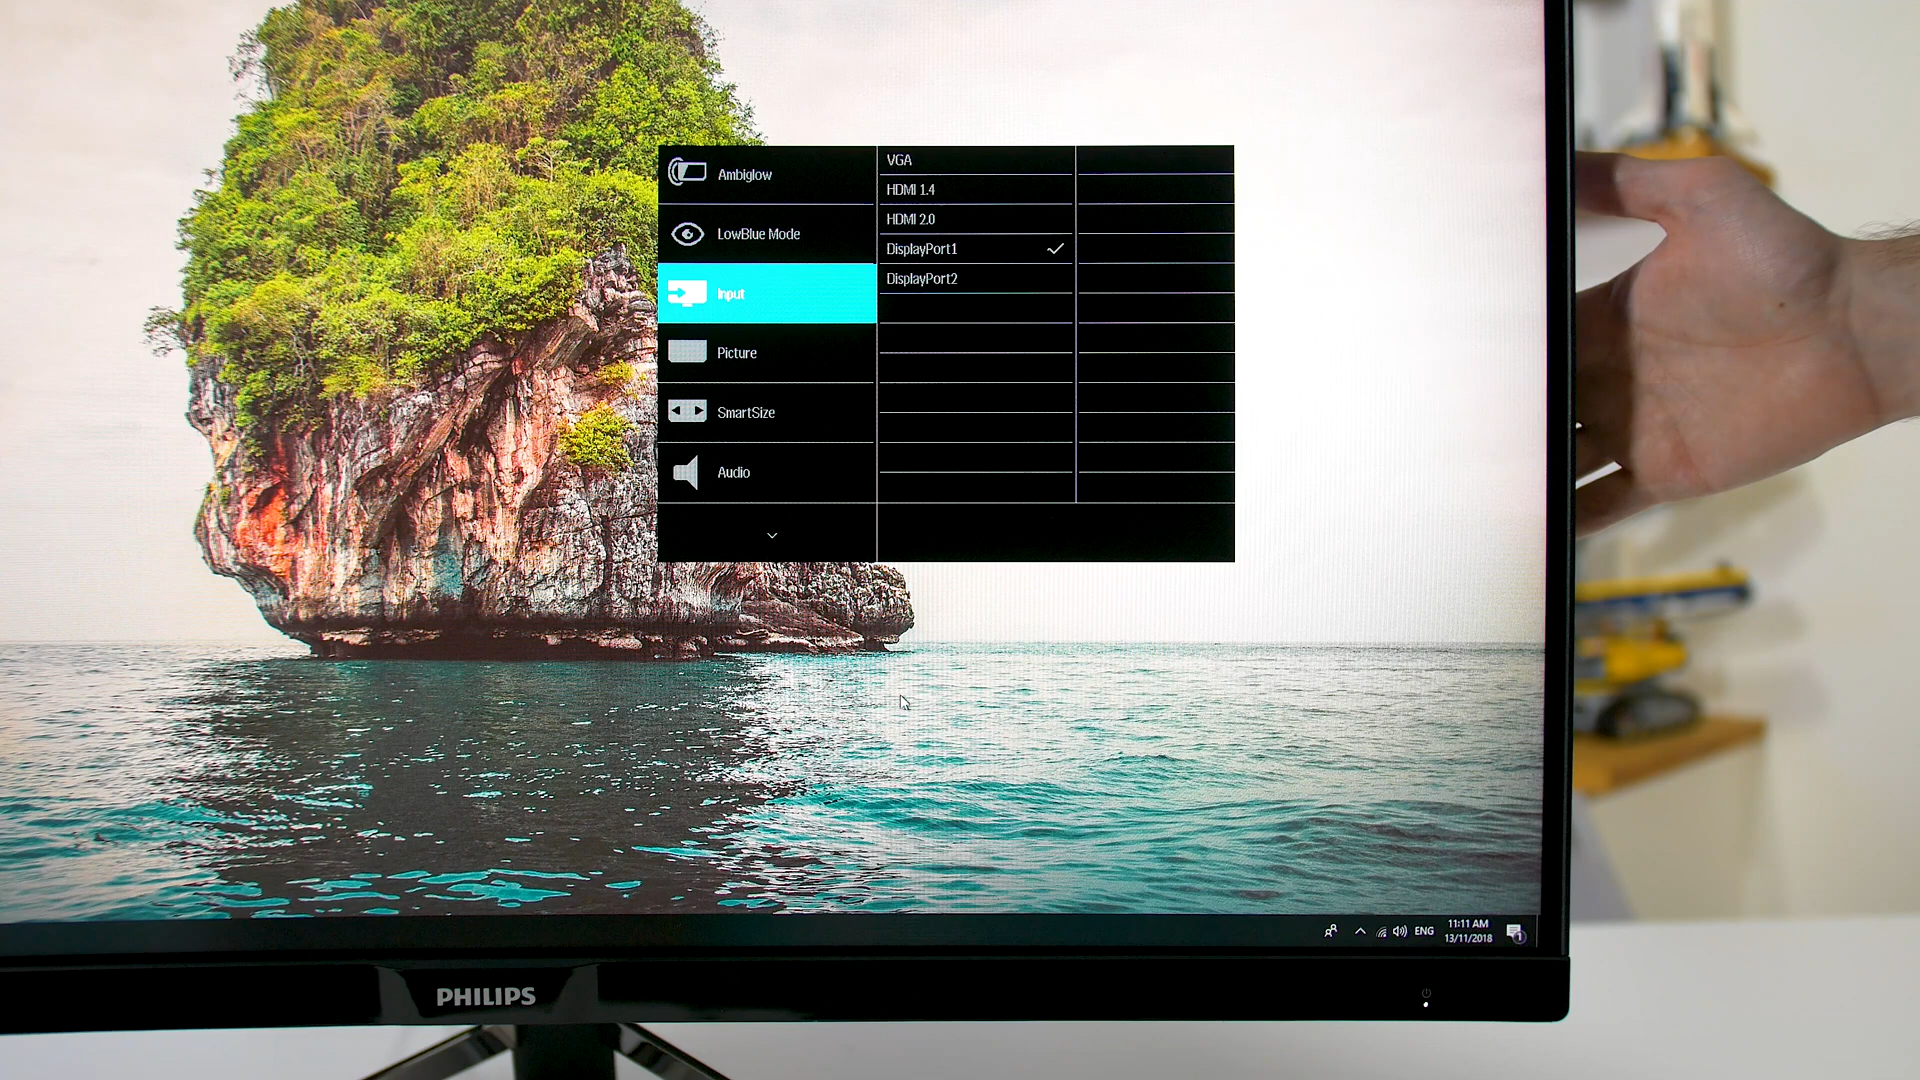 Ambiglow
LowBlue Mode
Input
Picture
SmartSize
Audio
VGA
HDMI 1.4
HDMI 2.0
DisplayPort1
DisplayPort2
ENG
11:11 AM
13/11/2018
1
PHILIPS